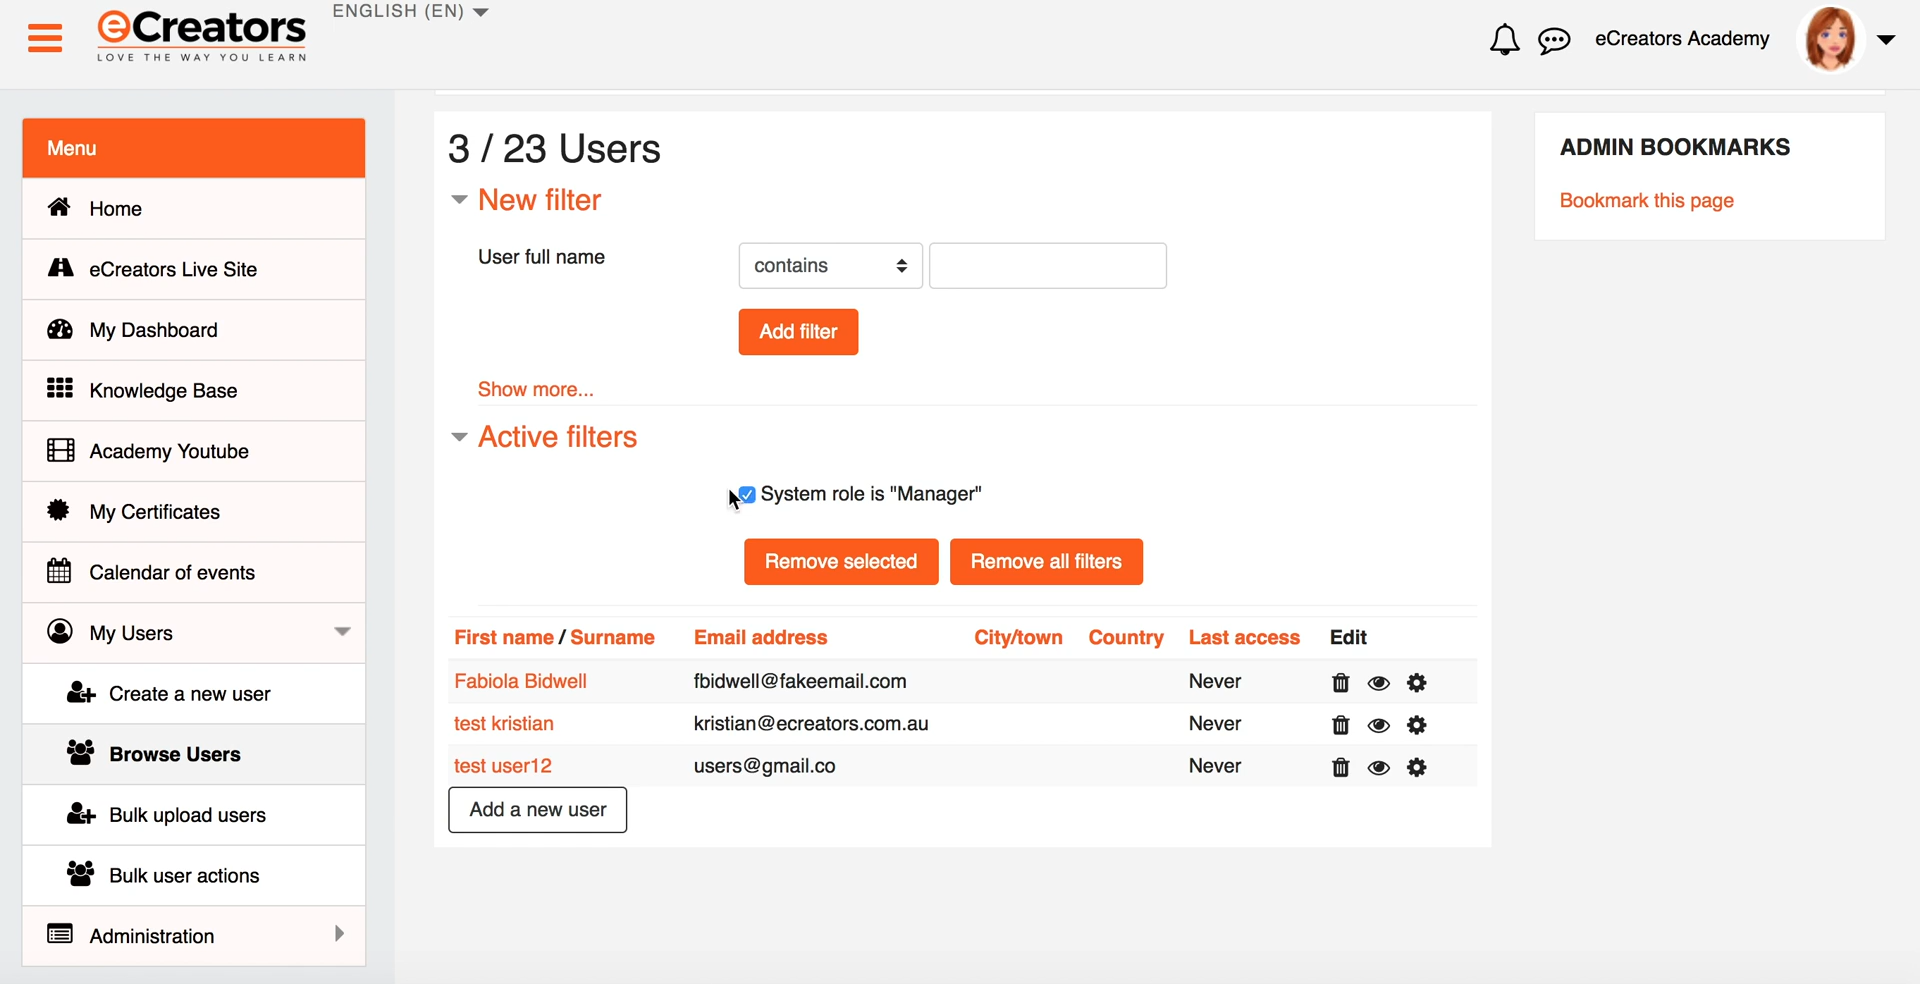 eCreators
LOVE THE WAY YOU LEARN
ENGLISH (EN)
eCreators Academy
Menu
Home
eCreators Live Site
My Dashboard
Knowledge Base
Academy Youtube
My Certificates
Calendar of events
My Users
Create a new user
Browse Users
Bulk upload users
Bulk user actions
Administration
3 / 23 Users
New filter
User full name contains
Add filter
Show more...
Active filters
System role is "Manager"
Remove selected Remove all filters
First name / Surname Email address City/town Country Last access Edit
Fabiola Bidwell fbidwell@fakeemail.com Never
test kristian kristian@ecreators.com.au Never
test user12 users@gmail.co Never
Add a new user
ADMIN BOOKMARKS
Bookmark this page